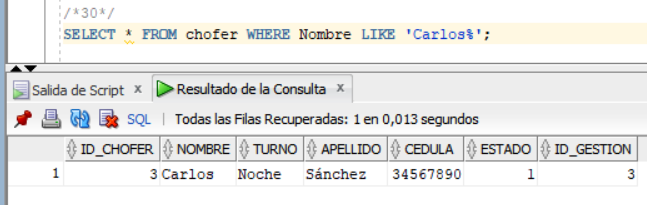 /*30*/
SELECT * FROM chofer WHERE Nombre LIKE 'Carlos%';
Salida de Script x Resultado de la Consulta x
SQL | Todas las Filas Recuperadas: 1 en 0,013 segundos
ID_CHOFER NOMBRE TURNO APELLIDO CEDULA ESTADO ID_GESTION
1 3 Carlos Noche Sánchez 34567890 1 3